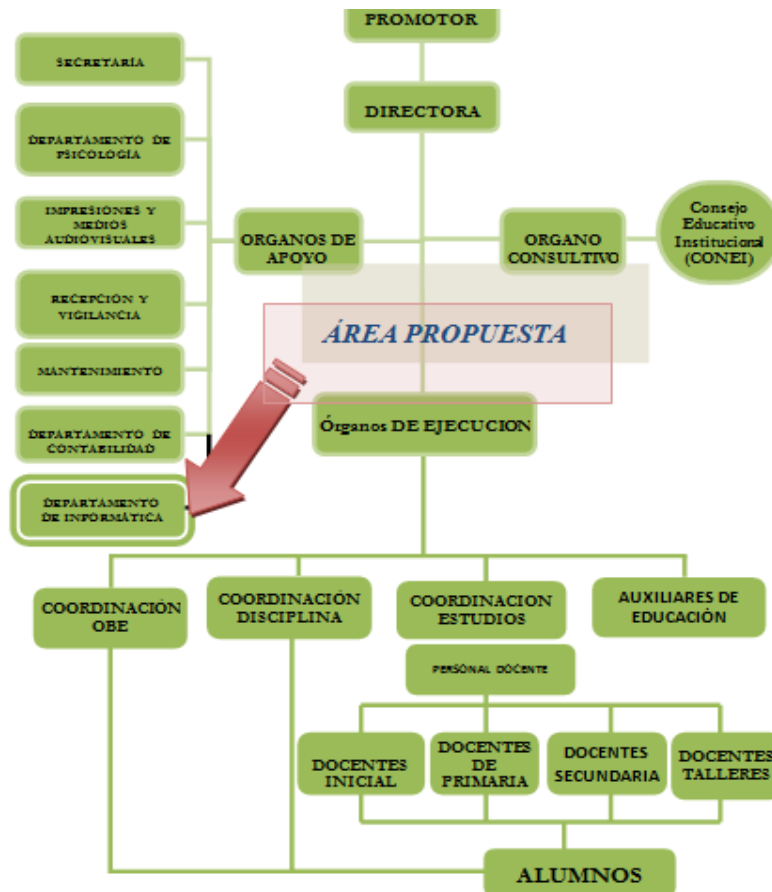 PROMOTOR
SECRETARÍA
DIRECTORA
DEPARTAMENTO DE
PSICOLOGÍA
IMPRESIONES Y
MEDIOS
AUDIOVISUALES
ORGANOS DE
APOYO
ORGANO
CONSULTIVO
Consejo
Educativo
Institucional
(CONEI)
RECEPCIÓN Y
VIGILANCIA
ÁREA PROPUESTA
MANTENIMIENTO
Órganos DE EJECUCION
DEPARTAMENTO DE
CONTABILIDAD
DEPARTAMENTO
DE INFORMÁTICA
COORDINACIÓN
OBE
COORDINACIÓN
DISCIPLINA
COORDINACION
ESTUDIOS
AUXILIARES DE
EDUCACIÓN
PERSONAL DOCENTE
DOCENTES
INICIAL
DOCENTES
DE
PRIMARIA
DOCENTES
SECUNDARIA
DOCENTES
TALLERES
ALUMNOS